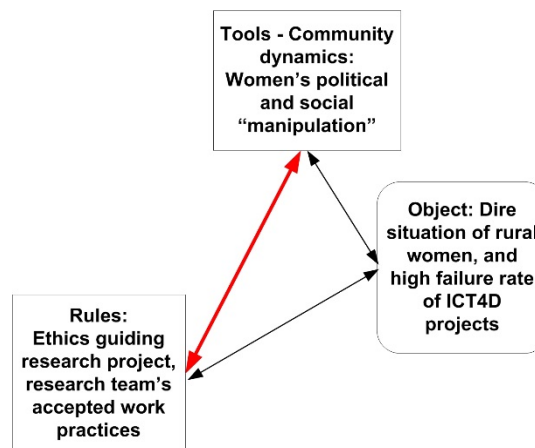 Tools - Community
dynamics:
Women’s political
and social
“manipulation”
Object: Dire
situation of rural
women, and
high failure rate
of ICT4D
projects
Rules:
Ethics guiding
research project,
research team’s
accepted work
practices